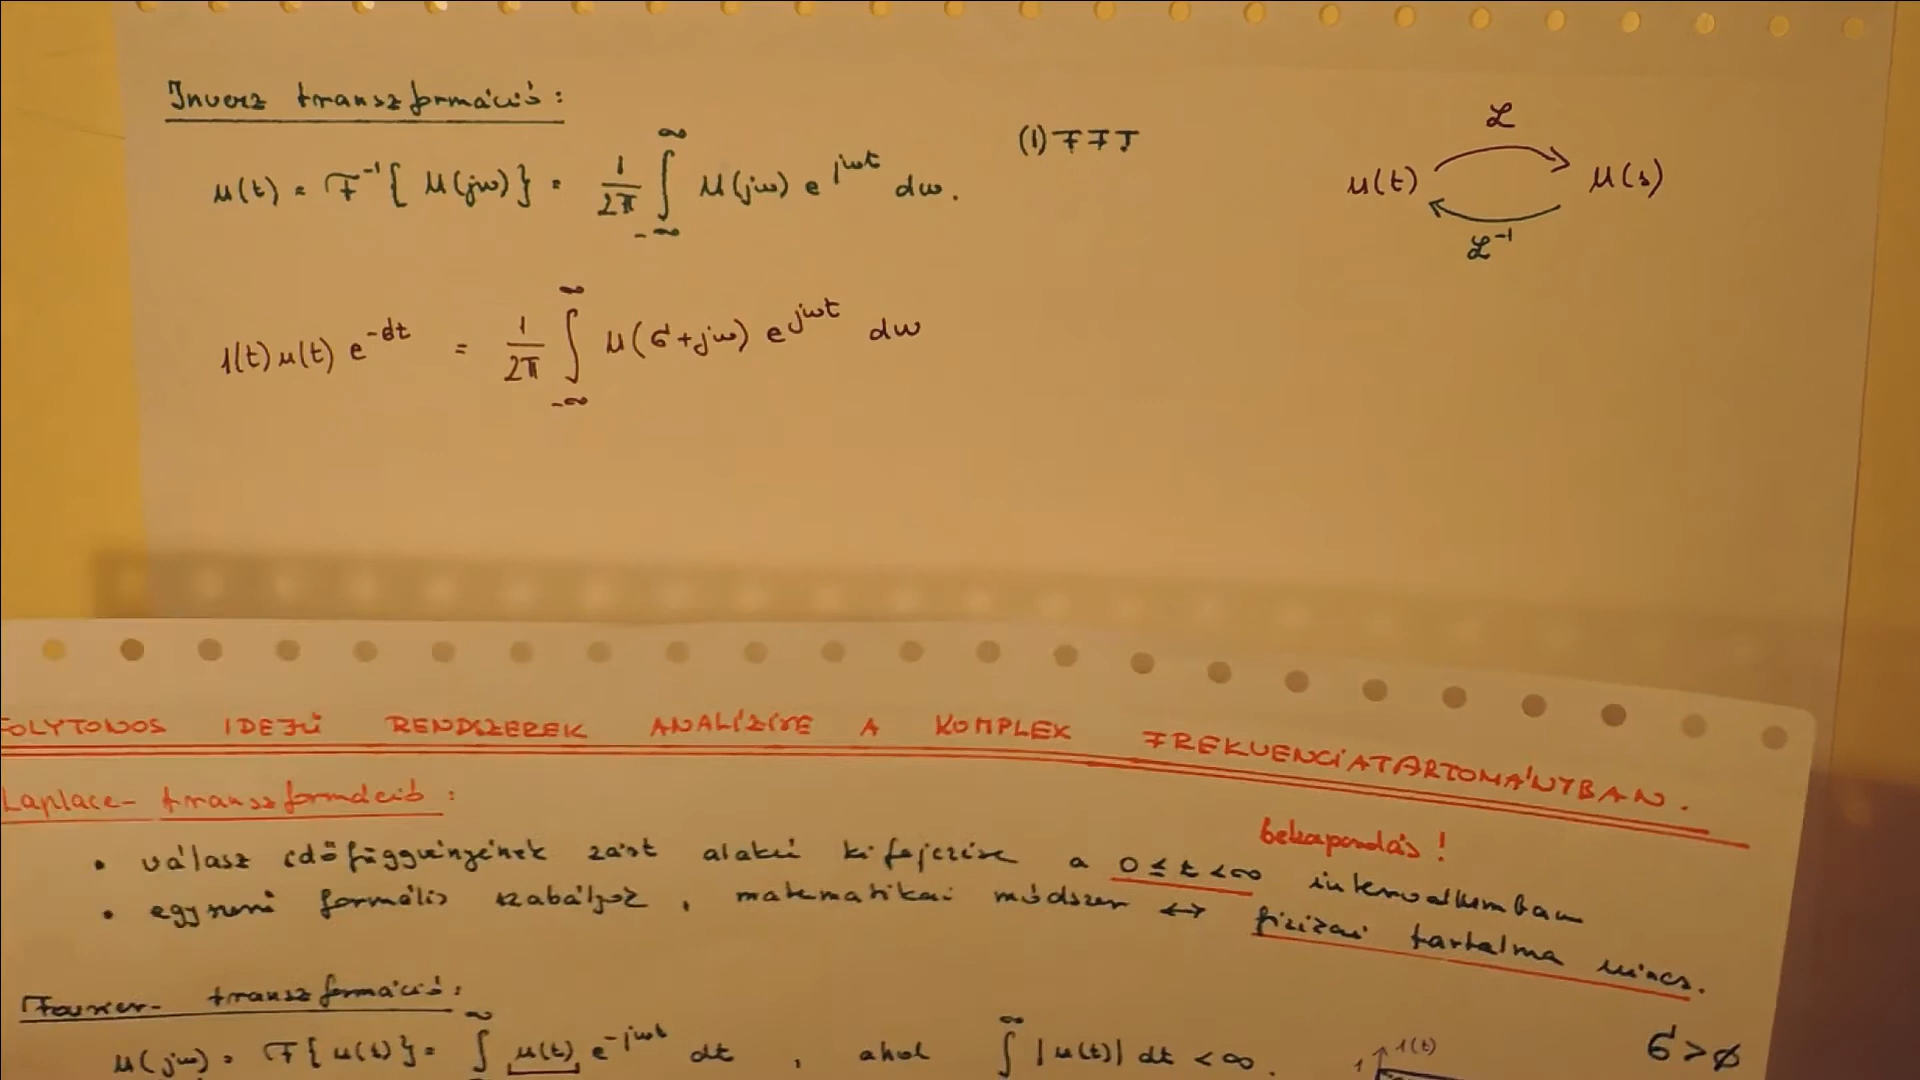 Inverz transzformáció:
u(t) = F⁻¹{ U(jω) } = 1/2π ∫_{-∞}^{∞} U(jω) e^{jωt} dω.
(I) FFT
ℒ
u(t) U(s)
ℒ⁻¹
1(t) u(t) e^{-σt} = 1/2π ∫_{-∞}^{∞} U(σ+jω) e^{jωt} dω
FOLYTONOS IDEJŰ RENDSZEREK ANALÍZISE A KOMPLEX FREKVENCIATARTOMÁNYBAN.
Laplace- transzformáció:
bekapcsolás!
• válasz időfüggvényének zárt alakú kifejezése a 0 ≤ t < ∞ intervallumban
• egyszerű formális szabályok, matematikai módszer ↔ fizikai tartalma nincs.
Fourier- transzformáció:
U(jω) = F{ u(t) } = ∫^{∞} u(t) e^{-jωt} dt , ahol ∫^{∞} |u(t)| dt < ∞.
1 1(t)
σ > 0